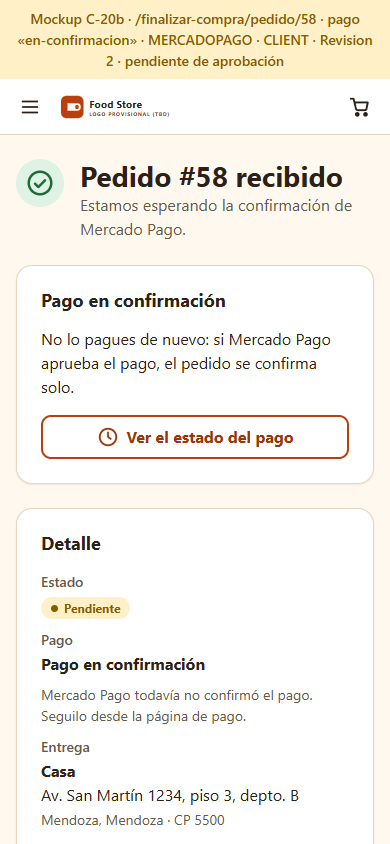 Mockup C-20b · /finalizar-compra/pedido/58 · pago
«en-confirmacion» · MERCADOPAGO · CLIENT · Revision
2 · pendiente de aprobación
Food Store
LOGO PROVISIONAL (TBD)
Pedido #58 recibido
Estamos esperando la confirmación de
Mercado Pago.
Pago en confirmación
No lo pagues de nuevo: si Mercado Pago
aprueba el pago, el pedido se confirma
solo.
Ver el estado del pago
Detalle
Estado
Pendiente
Pago
Pago en confirmación
Mercado Pago todavía no confirmó el pago.
Seguilo desde la página de pago.
Entrega
Casa
Av. San Martín 1234, piso 3, depto. B
Mendoza, Mendoza · CP 5500